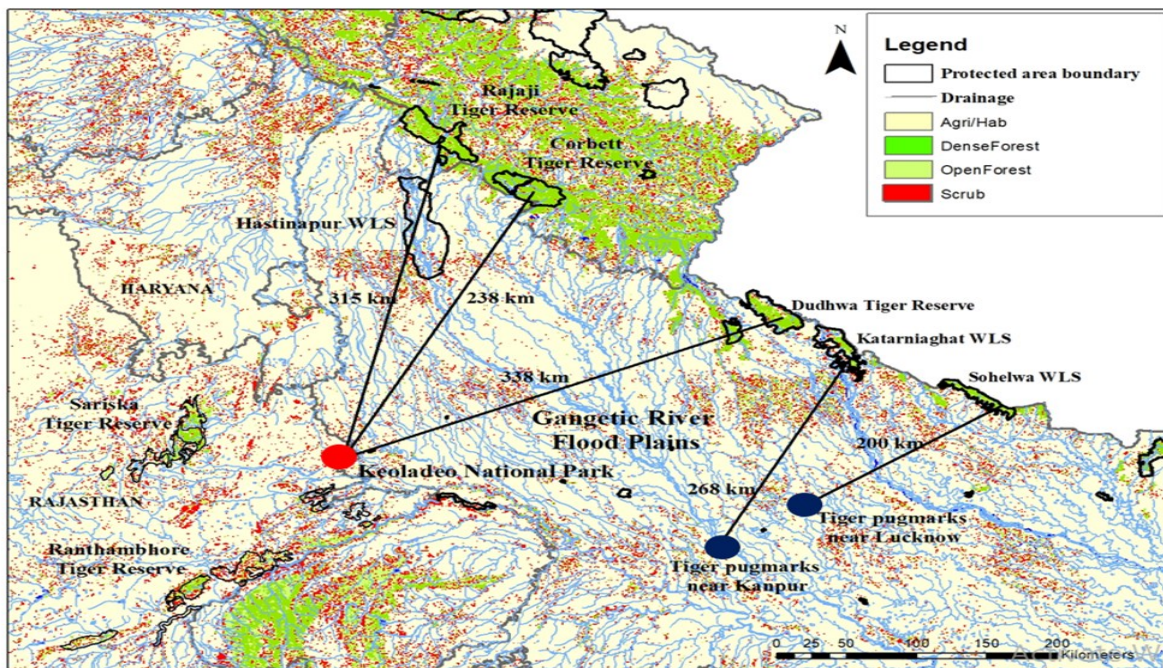 N
Legend
Protected area boundary
Drainage
Agri/Hab
DenseForest
OpenForest
Scrub
Rajaji
Tiger Reserve
Corbett
Tiger Reserve
Hastinapur WLS
HARYANA
315 km
238 km
Dudhwa Tiger Reserve
Katarniaghat WLS
Sohelwa WLS
338 km
Sariska
Tiger Reserve
Gangetic River
Flood Plains
200 km
Keoladeo National Park
RAJASTHAN
268 km
Tiger pugmarks
near Lucknow
Ranthambhore
Tiger Reserve
Tiger pugmarks
near Kanpur
0 25 50 100 150 200
Kilometers